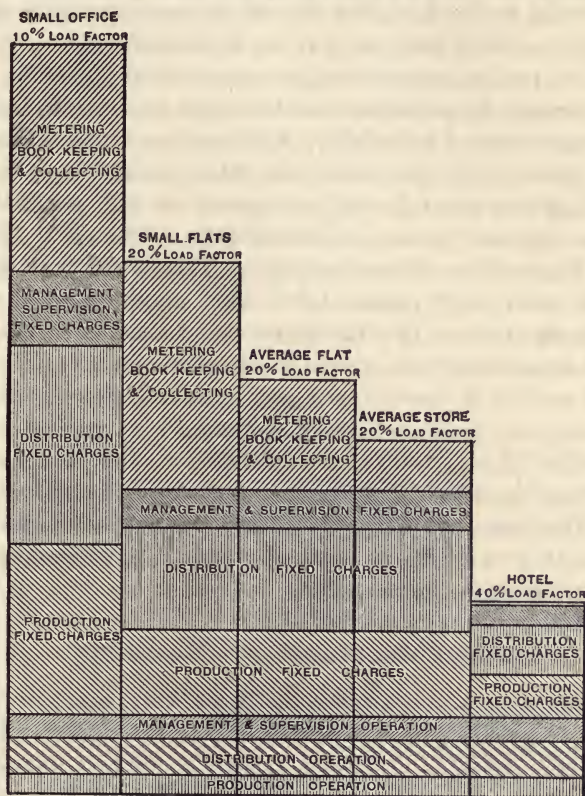 SMALL OFFICE
10% LOAD FACTOR
METERING
BOOK KEEPING
& COLLECTING
MANAGEMENT
SUPERVISION,
FIXED CHARGES
DISTRIBUTION
FIXED CHARGES
PRODUCTION
FIXED CHARGES
SMALL FLATS
20% LOAD FACTOR
METERING
BOOK KEEPING
& COLLECTING
AVERAGE FLAT
20% LOAD FACTOR
METERING
BOOK KEEPING
& COLLECTING
AVERAGE STORE
20% LOAD FACTOR
MANAGEMENT & SUPERVISION FIXED CHARGES
DISTRIBUTION FIXED CHARGES
PRODUCTION FIXED CHARGES
HOTEL
40% LOAD FACTOR
DISTRIBUTION
FIXED CHARGES
PRODUCTION
FIXED CHARGES
MANAGEMENT & SUPERVISION OPERATION
DISTRIBUTION OPERATION
PRODUCTION OPERATION